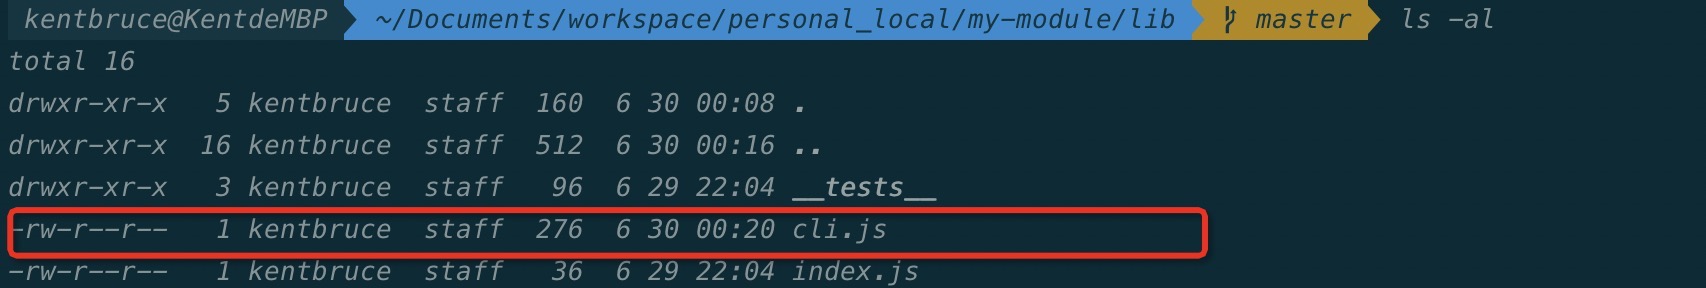 kentbruce@KentdeMBP ~/Documents/workspace/personal_local/my-module/lib master ls -al
total 16
drwxr-xr-x 5 kentbruce staff 160 6 30 00:08 .
drwxr-xr-x 16 kentbruce staff 512 6 30 00:16 ..
drwxr-xr-x 3 kentbruce staff 96 6 29 22:04 __tests__
-rw-r--r-- 1 kentbruce staff 276 6 30 00:20 cli.js
-rw-r--r-- 1 kentbruce staff 36 6 29 22:04 index.js